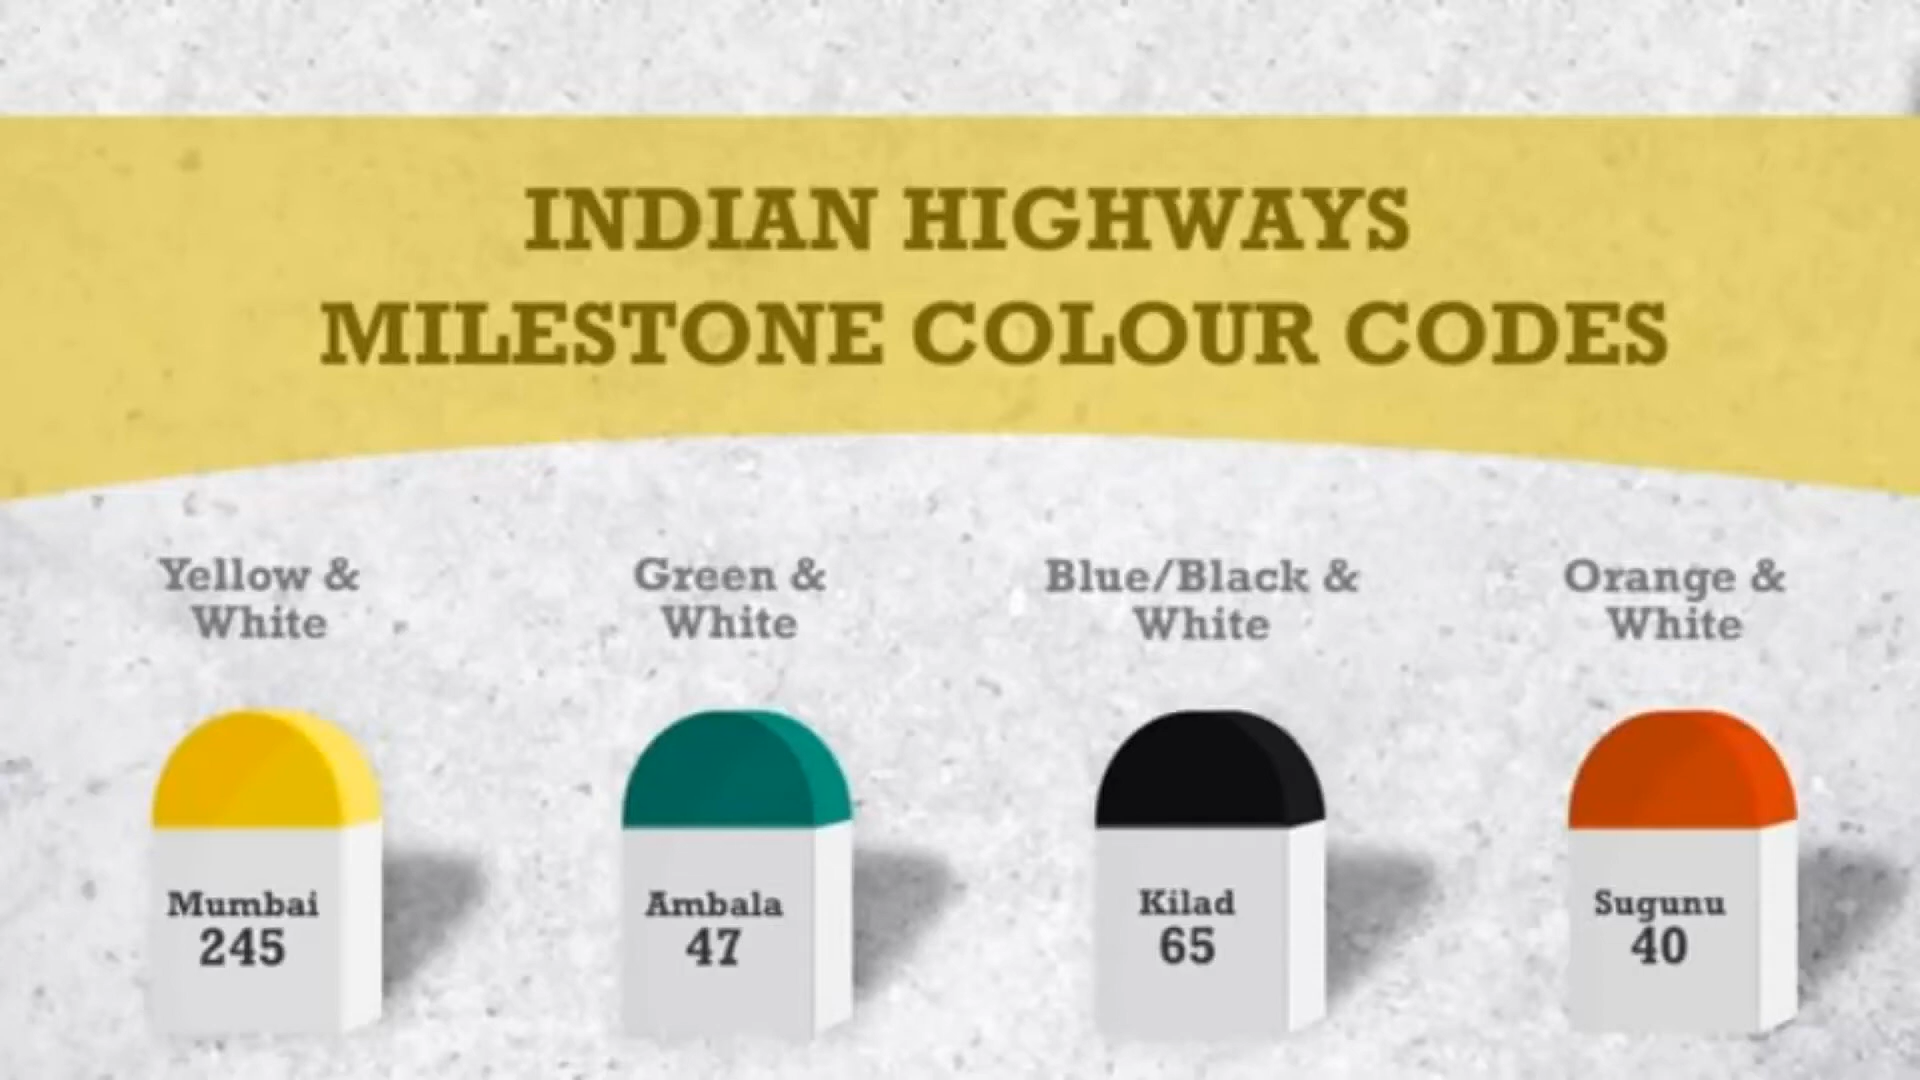 INDIAN HIGHWAYS
MILESTONE COLOUR CODES
Yellow &
White
Green &
White
Blue/Black &
White
Orange &
White
Mumbai
245
Ambala
47
Kilad
65
Sugunu
40